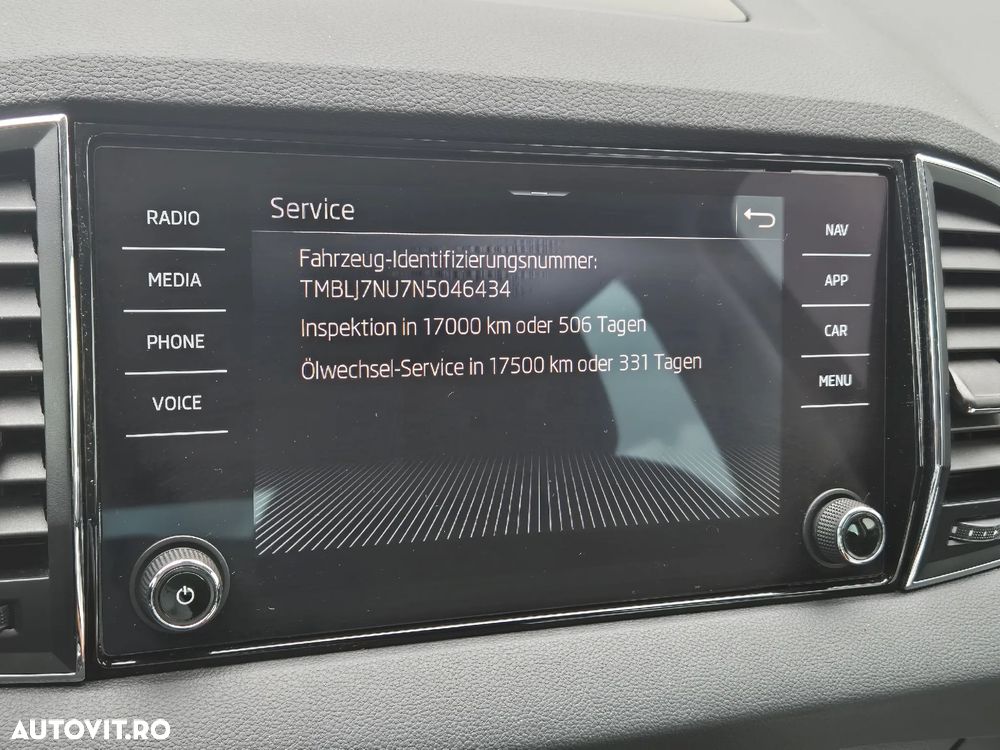 RADIO
MEDIA
PHONE
VOICE
Service
Fahrzeug-Identifizierungsnummer:
TMBLJ7NU7N5046434
Inspektion in 17000 km oder 506 Tagen
Ölwechsel-Service in 17500 km oder 331 Tagen
NAV
APP
CAR
MENU
AUTOVIT.RO